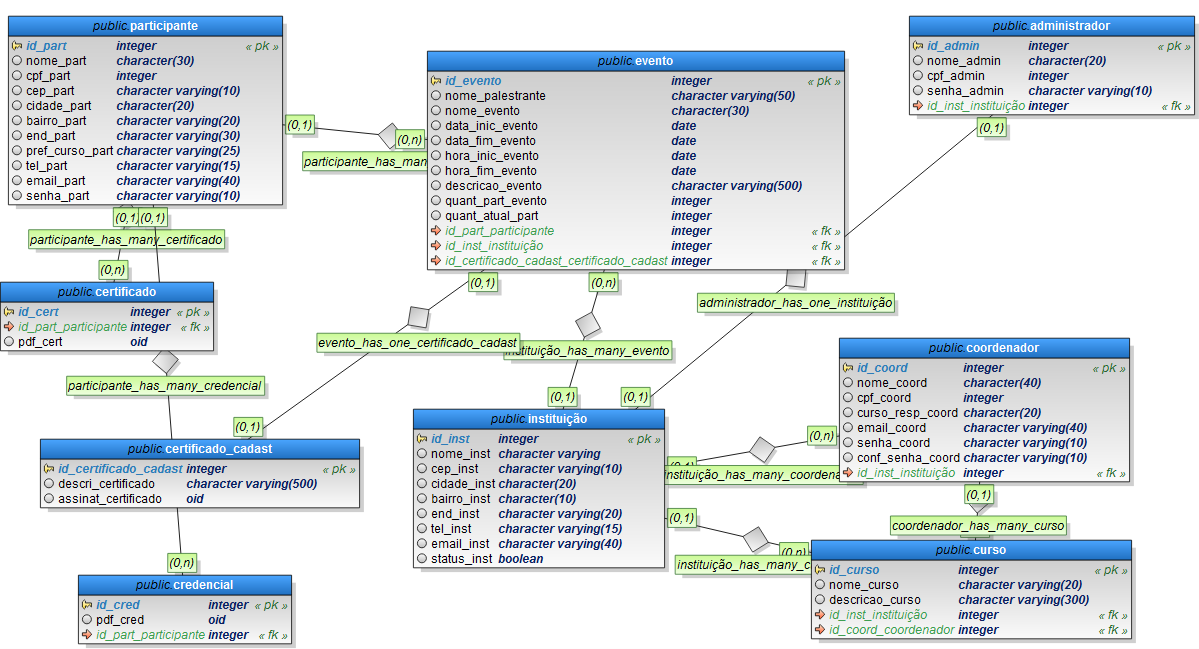 public.participante
id_part integer « pk »
nome_part character(30)
cpf_part integer
cep_part character varying(10)
cidade_part character(20)
bairro_part character varying(20)
end_part character varying(30)
pref_curso_part character varying(25)
tel_part character varying(15)
email_part character varying(40)
senha_part character varying(10)
(0,1)
(0,n)
participante_has_man
public.evento
id_evento integer « pk »
nome_palestrante character varying(50)
nome_evento character(30)
data_inic_evento date
data_fim_evento date
hora_inic_evento date
hora_fim_evento date
descricao_evento character varying(500)
quant_part_evento integer
quant_atual_part integer
id_part_participante integer « fk »
id_inst_instituição integer « fk »
id_certificado_cadast_certificado_cadast integer « fk »
public.administrador
id_admin integer « pk »
nome_admin character(20)
cpf_admin integer
senha_admin character varying(10)
id_inst_instituição integer « fk »
(0,1)
(0,1)
(0,1)
participante_has_many_certificado
(0,n)
public.certificado
id_cert integer « pk »
id_part_participante integer « fk »
pdf_cert oid
participante_has_many_credencial
(0,1)
(0,n)
administrador_has_one_instituição
evento_has_one_certificado_cadast
instituição_has_many_evento
(0,1)
(0,1)
(0,1)
public.certificado_cadast
id_certificado_cadast integer « pk »
descri_certificado character varying(500)
assinat_certificado oid
(0,n)
public.credencial
id_cred integer « pk »
pdf_cred oid
id_part_participante integer « fk »
public.instituição
id_inst integer « pk »
nome_inst character varying
cep_inst character varying(10)
cidade_inst character(20)
bairro_inst character(10)
end_inst character varying(20)
tel_inst character varying(15)
email_inst character varying(40)
status_inst boolean
(0,n)
(0,1)
instituição_has_many_coordena
(0,1)
(0,n)
instituição_has_many_c
public.coordenador
id_coord integer « pk »
nome_coord character(40)
cpf_coord integer
curso_resp_coord character(20)
email_coord character varying(40)
senha_coord character varying(10)
conf_senha_coord character varying(10)
id_inst_instituição integer « fk »
(0,1)
coordenador_has_many_curso
public.curso
id_curso integer « pk »
nome_curso character varying(20)
descricao_curso character varying(300)
id_inst_instituição integer « fk »
id_coord_coordenador integer « fk »